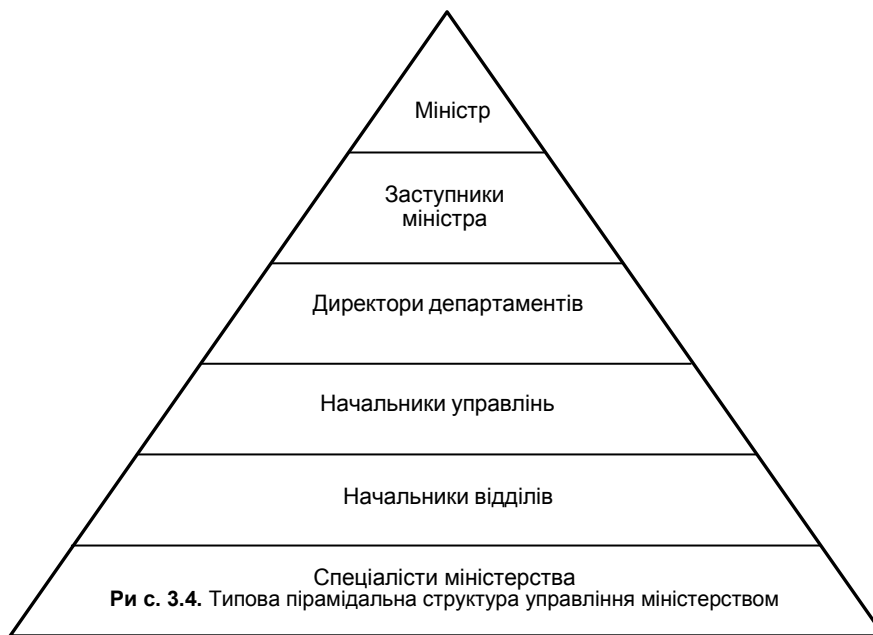 Міністр
Заступники
міністра
Директори департаментів
Начальники управлінь
Начальники відділів
Спеціалісти міністерства
Ри с. 3.4. Типова пірамідальна структура управління міністерством